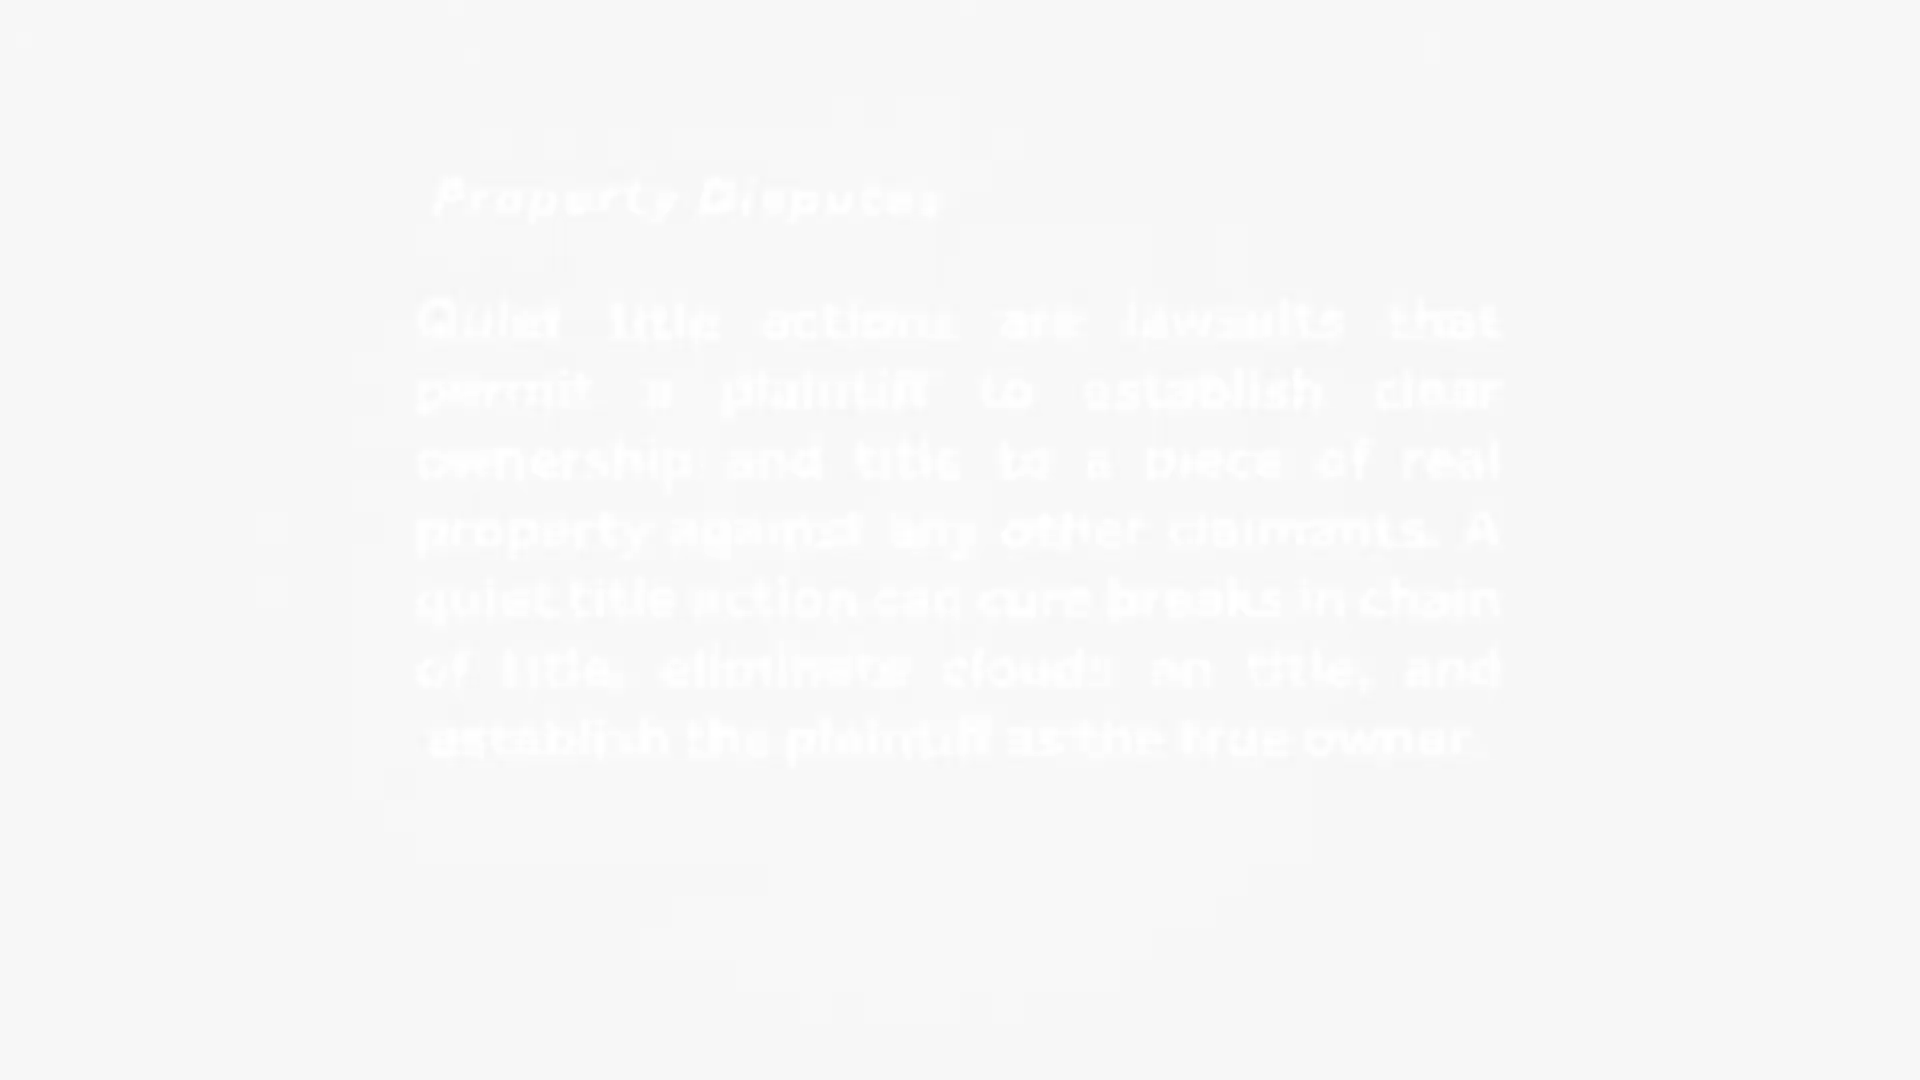 Property Disputes
Quiet title actions are lawsuits that
permit a plaintiff to establish clear
ownership and title to a piece of real
property against any other claimants. A
quiet title action can cure breaks in chain
of title, eliminate clouds on title, and
establish the plaintiff as the true owner.